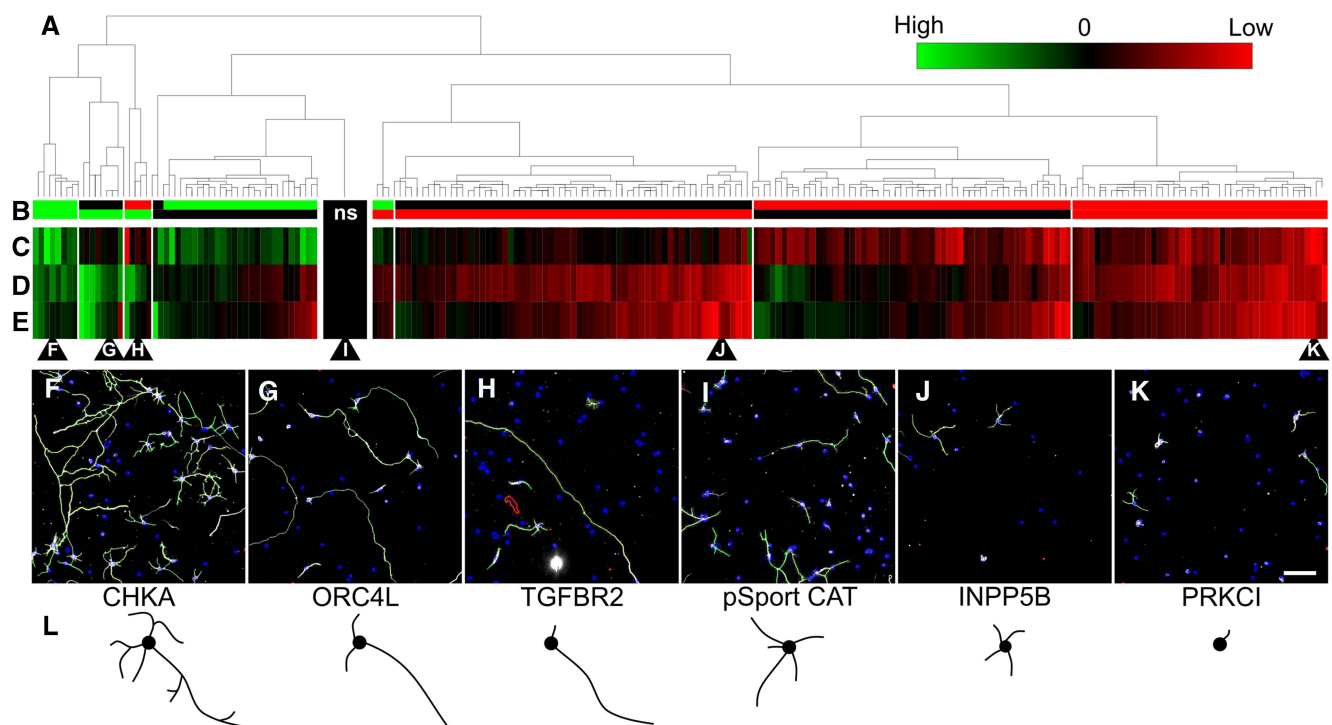 A
High 0 Low
B
ns
C
D
E
F G H I J K
F G H I J K
CHKA ORC4L TGFBR2 pSport CAT INPP5B PRKCI
L